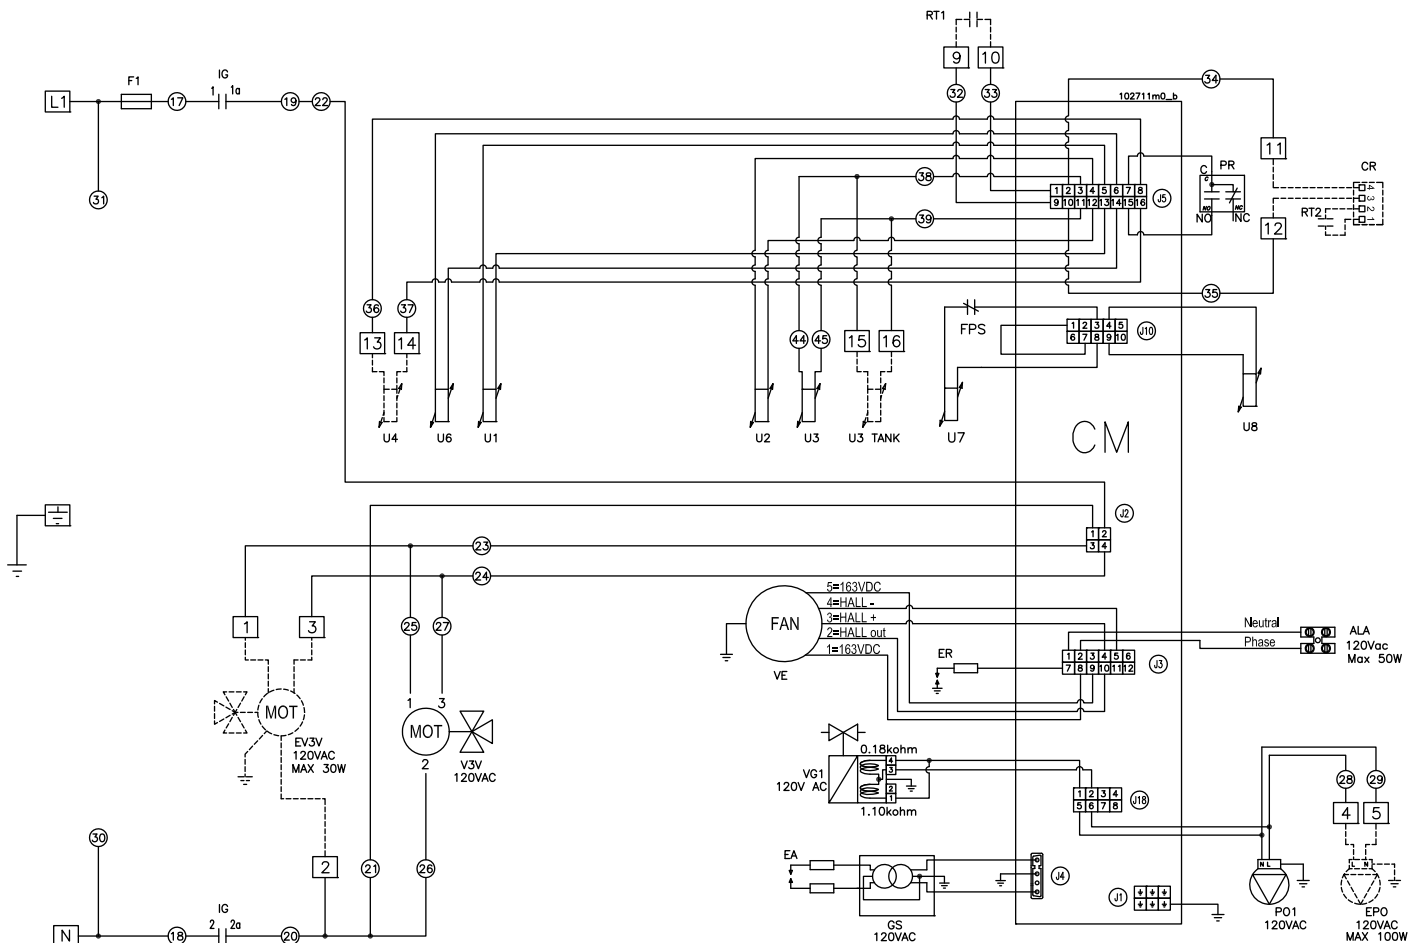 RT1
9 10
32 33
L1
F1
17
IG
1 1a
19 22
31
102711m0_b
34
11
PR
C
C
NO NC
NO NC
CR
4
3
2
1
RT2
12
35
38
39
1 2 3 4 5 6 7 8
9 10 11 12 13 14 15 16
J5
36 37
13 14
44 45
15 16
FPS
1 2 3 4 5
6 7 8 9 10
J10
U4 U6 U1 U2 U3 U3 TANK U7 U8
CM
J2
1 2
3 4
23
24
1 3
25 27
1 3
MOT
MOT
2
EV3V
120VAC
MAX 30W
V3V
120VAC
FAN
VE
5=163VDC
4=HALL -
3=HALL +
2=HALL out
1=163VDC
ER
1 2 3 4 5 6
7 8 9 10 11 12
J3
Neutral
Phase
ALA
120Vac
Max 50W
0.18kohm
VG1
120V AC
4
3
2
1
1.10kohm
1 2 3 4
5 6 7 8
J18
28 29
4 5
EA
GS
120VAC
J4
J1
N L
PO1
120VAC
L N
EPO
120VAC
MAX 100W
30
2
21 26
N
18
IG
2 2a
20